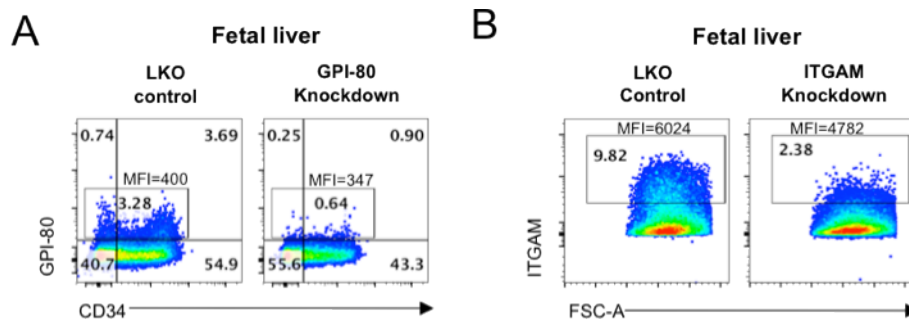 A
Fetal liver
LKO
control
GPI-80
Knockdown
0.74
3.69
MFI=400
3.28
40.7
54.9
0.25
0.90
MFI=347
0.64
55.6
43.3
GPI-80
CD34
B
Fetal liver
LKO
Control
ITGAM
Knockdown
MFI=6024
9.82
MFI=4782
2.38
ITGAM
FSC-A